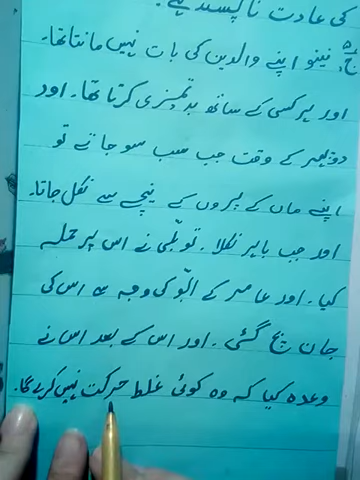 کی عادت ناپسند ہے۔
ج: نینو اپنے والدین کی بات نہیں مانتا تھا۔
اور ہر کسی کے ساتھ بدتمیزی کرتا تھا۔ اور
دوپہر کے وقت جب سب سو جاتے تو
اپنے ماں کے پیروں کے نیچے سے نکل جاتا۔
اور جب باہر نکلا۔ تو بلّی نے اس پر حملہ
کیا۔ اور عامر کے ابّو کی وجہ سے اس کی
جان بچ گئی۔ اور اس کے بعد اس نے
وعدہ کیا کہ وہ کوئی غلط حرکت نہیں کرے گا۔